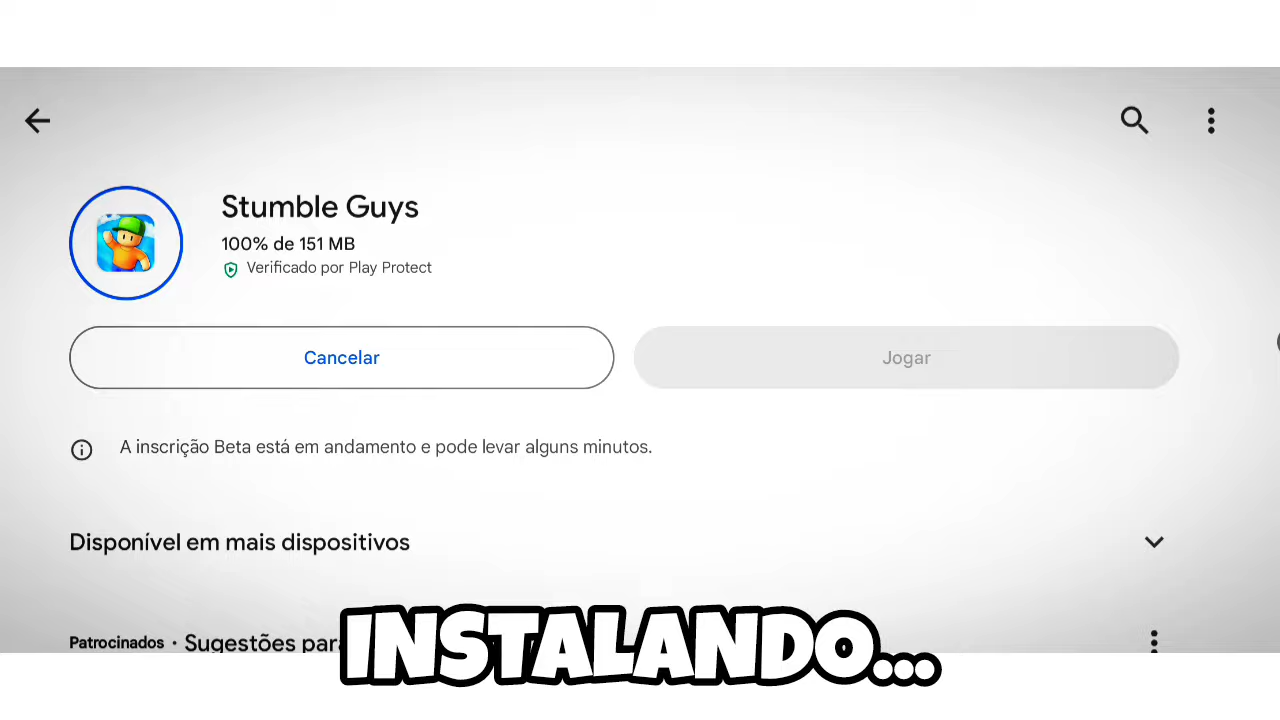 Stumble Guys
100% de 151 MB
Verificado por Play Protect
Cancelar
Jogar
A inscrição Beta está em andamento e pode levar alguns minutos.
Disponível em mais dispositivos
Patrocinados · Sugestões para
INSTALANDO...